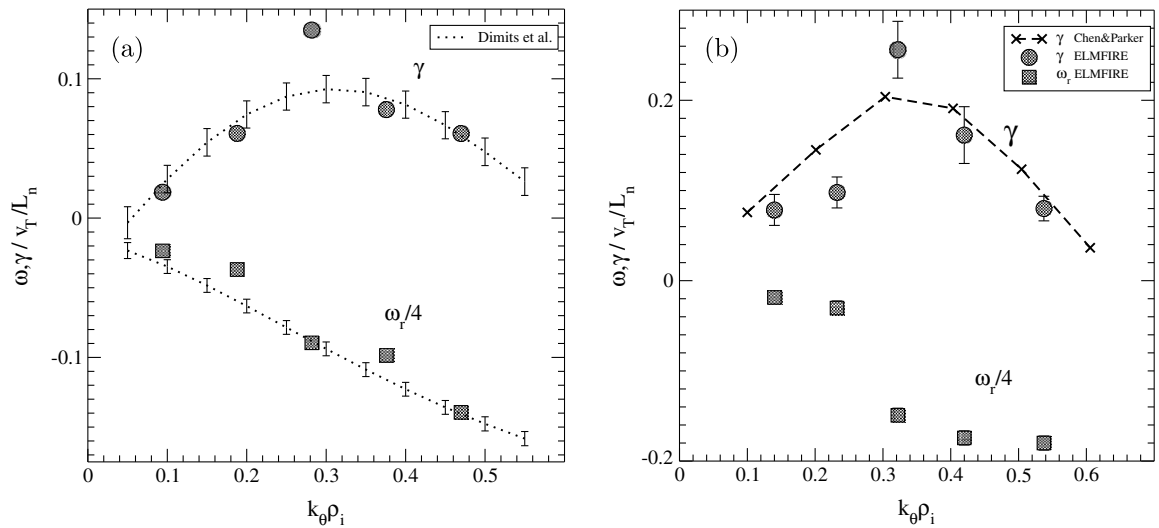 (a)
Dimits et al.
γ
ω_r/4
0.1
0
-0.1
ω,γ / v_T/L_n
0 0.1 0.2 0.3 0.4 0.5
k_θρ_i
(b)
γ Chen&Parker
γ ELMFIRE
ω_r ELMFIRE
γ
ω_r/4
0.2
0
-0.2
ω,γ / v_T/L_n
0 0.1 0.2 0.3 0.4 0.5 0.6
k_θρ_i